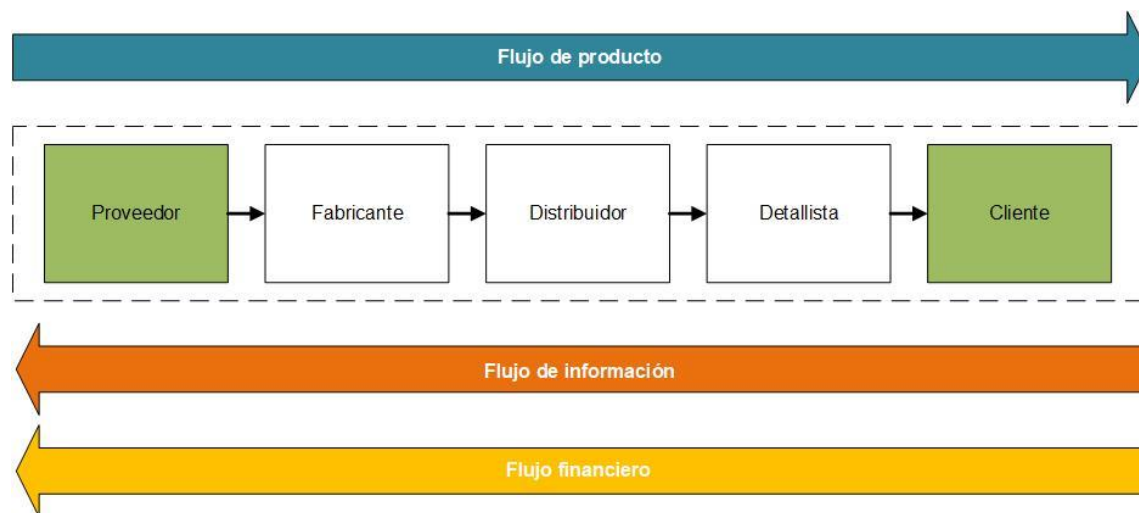 Flujo de producto
Proveedor
Fabricante
Distribuidor
Detallista
Cliente
Flujo de información
Flujo financiero